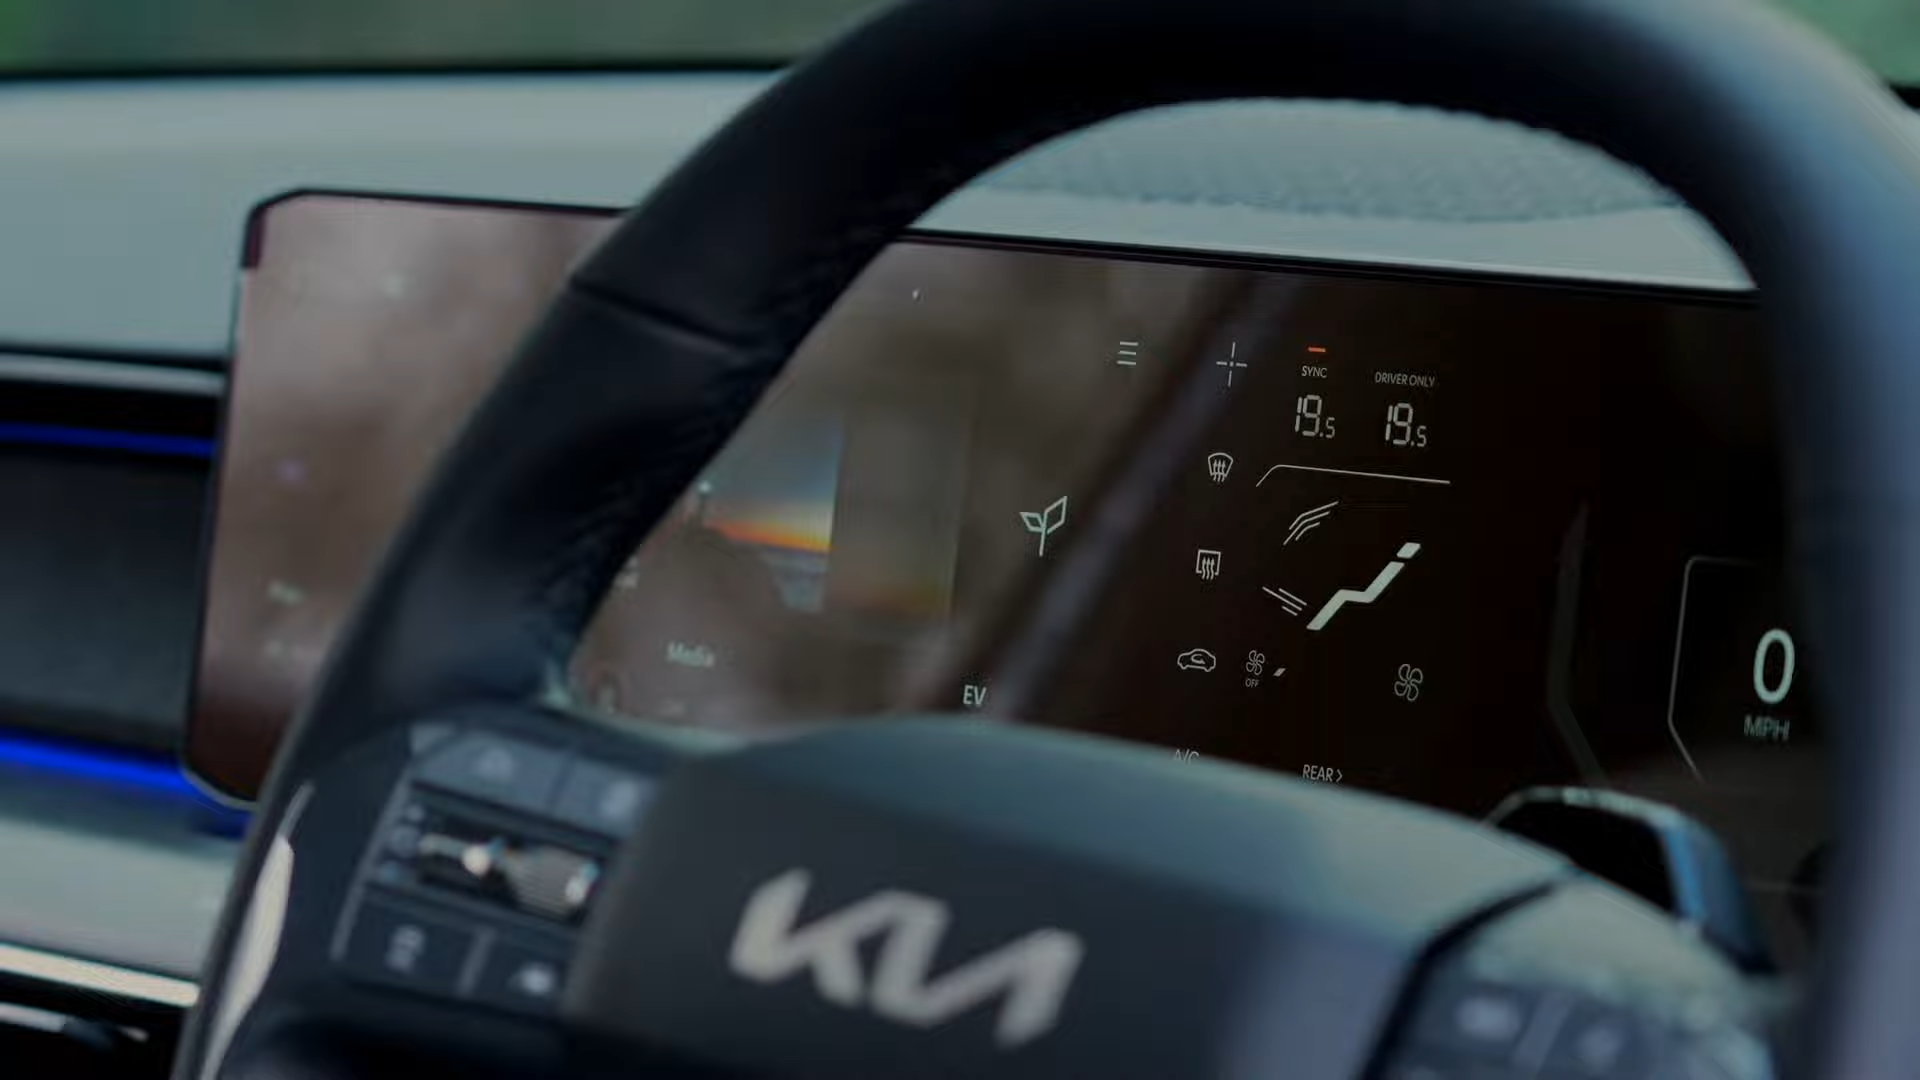 SYNC
DRIVER ONLY
19.5
19.5
Media
EV
OFF
0
MPH
A/C
REAR >
KIA